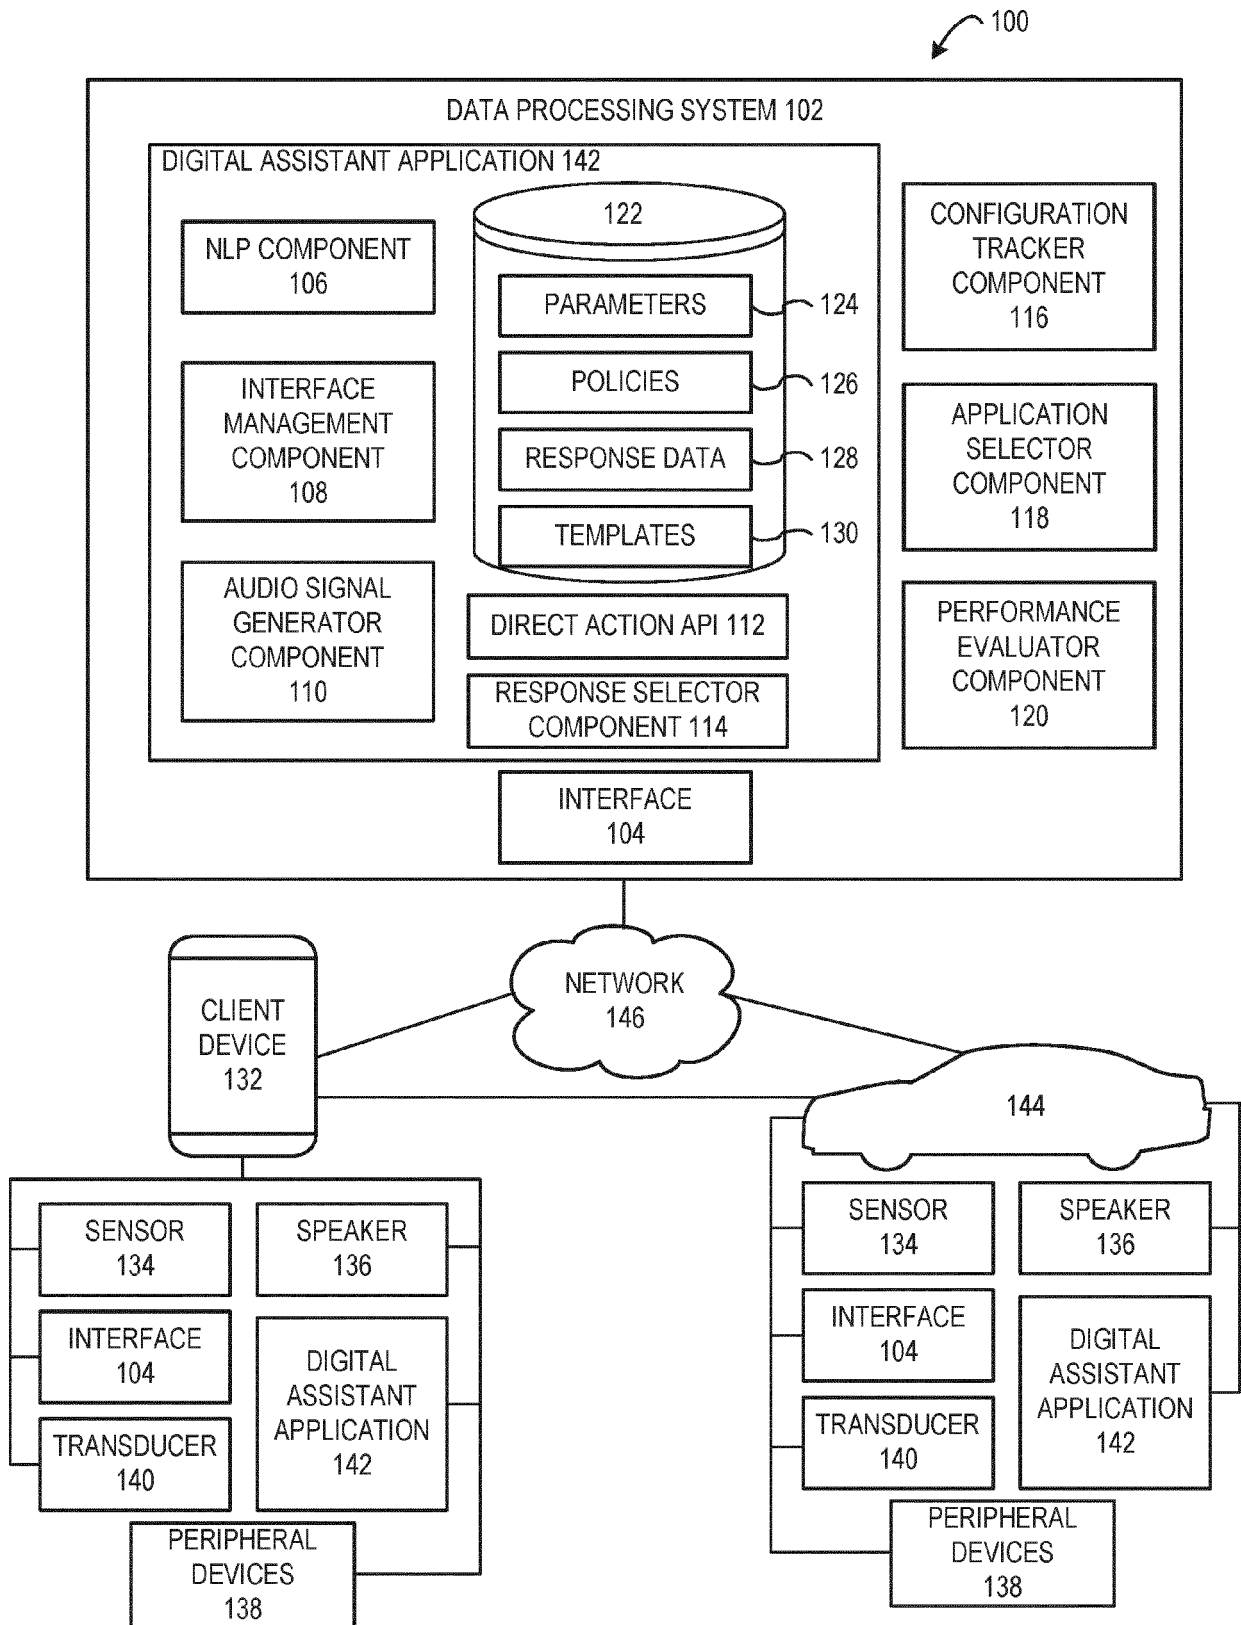 100
DATA PROCESSING SYSTEM 102
DIGITAL ASSISTANT APPLICATION 142
NLP COMPONENT
106
INTERFACE
MANAGEMENT
COMPONENT
108
AUDIO SIGNAL
GENERATOR
COMPONENT
110
122
PARAMETERS
124
POLICIES
126
RESPONSE DATA
128
TEMPLATES
130
DIRECT ACTION API 112
RESPONSE SELECTOR
COMPONENT 114
CONFIGURATION
TRACKER
COMPONENT
116
APPLICATION
SELECTOR
COMPONENT
118
PERFORMANCE
EVALUATOR
COMPONENT
120
INTERFACE
104
NETWORK
146
CLIENT
DEVICE
132
144
SENSOR
134
SPEAKER
136
INTERFACE
104
DIGITAL
ASSISTANT
APPLICATION
142
TRANSDUCER
140
PERIPHERAL
DEVICES
138
SENSOR
134
SPEAKER
136
INTERFACE
104
DIGITAL
ASSISTANT
APPLICATION
142
TRANSDUCER
140
PERIPHERAL
DEVICES
138